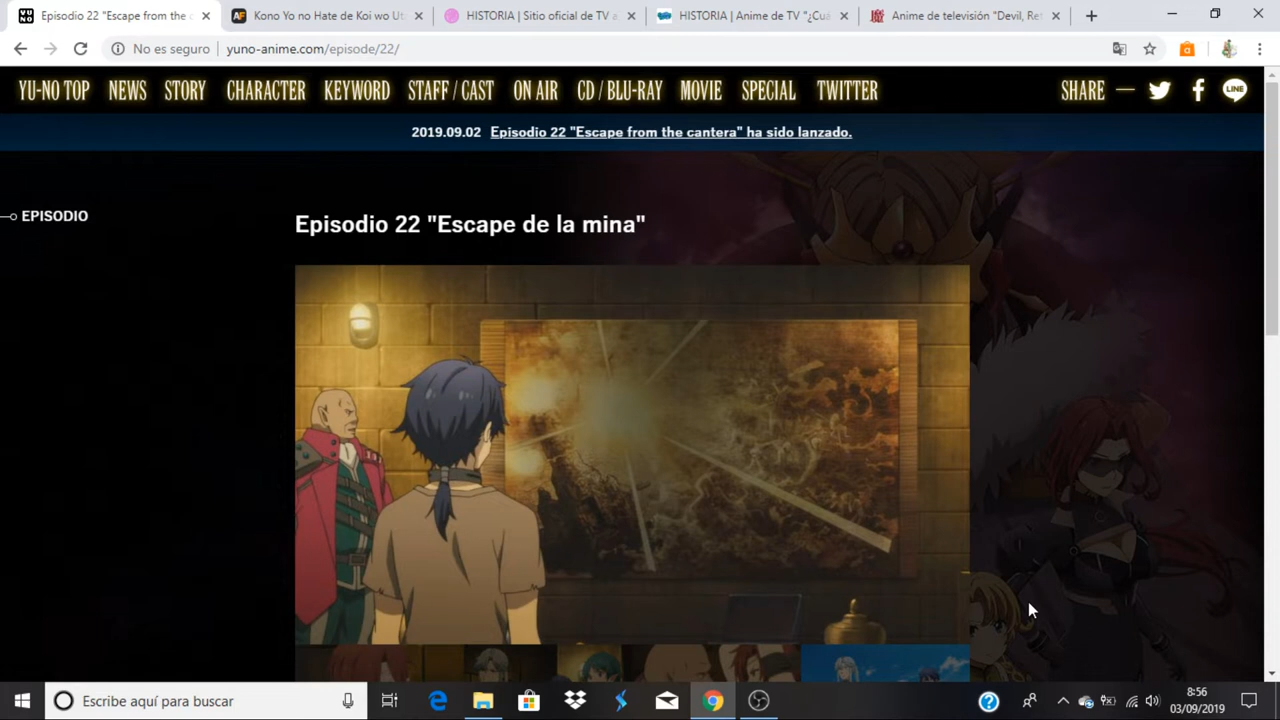 Episodio 22 "Escape from the c
Kono Yo no Hate de Koi wo Ut
HISTORIA | Sitio oficial de TV a
HISTORIA | Anime de TV "¿Cuá
Anime de televisión "Devil, Ret
No es seguro
yuno-anime.com/episode/22/
YU-NO TOP NEWS STORY CHARACTER KEYWORD STAFF / CAST ON AIR CD / BLU-RAY MOVIE SPECIAL TWITTER SHARE LINE
2019.09.02 Episodio 22 "Escape from the cantera" ha sido lanzado.
EPISODIO
Episodio 22 "Escape de la mina"
Escribe aquí para buscar
8:56
03/09/2019